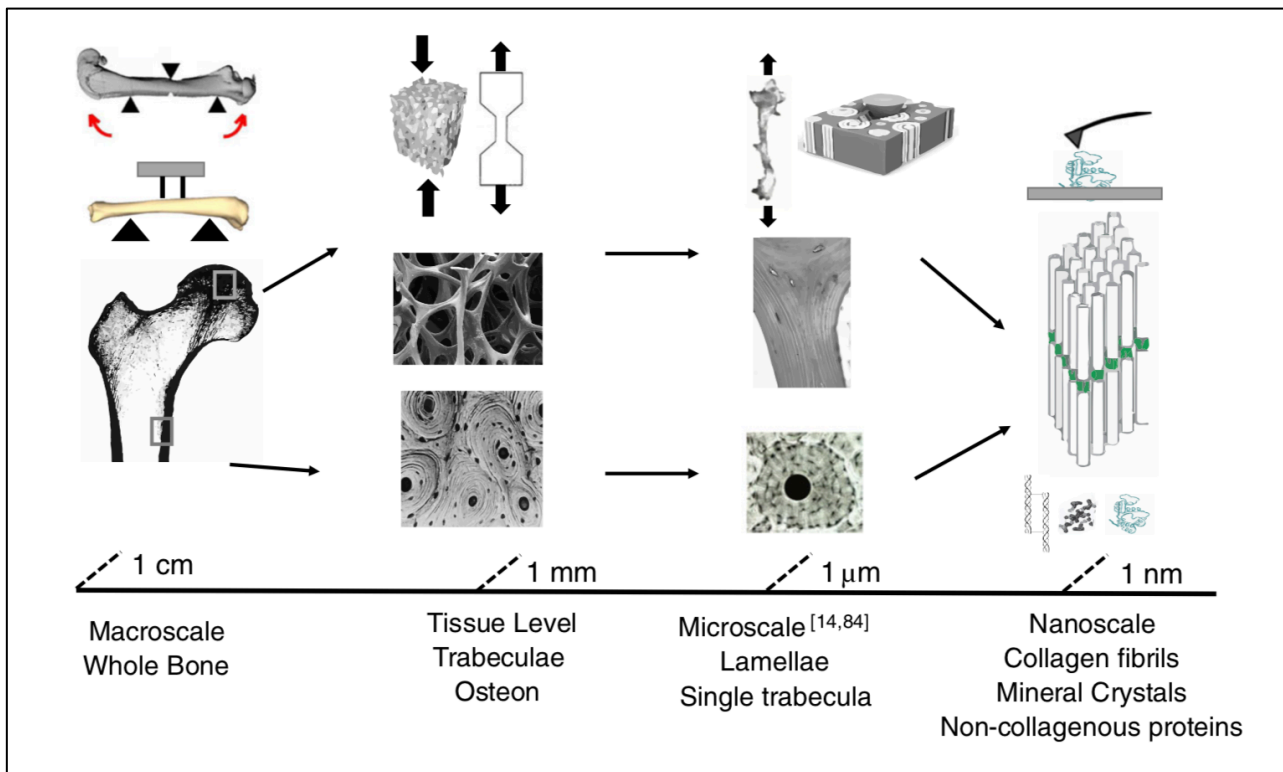 1 cm
1 mm
1 μm
1 nm
Macroscale
Whole Bone
Tissue Level
Trabeculae
Osteon
Microscale[14,84]
Lamellae
Single trabecula
Nanoscale
Collagen fibrils
Mineral Crystals
Non-collagenous proteins